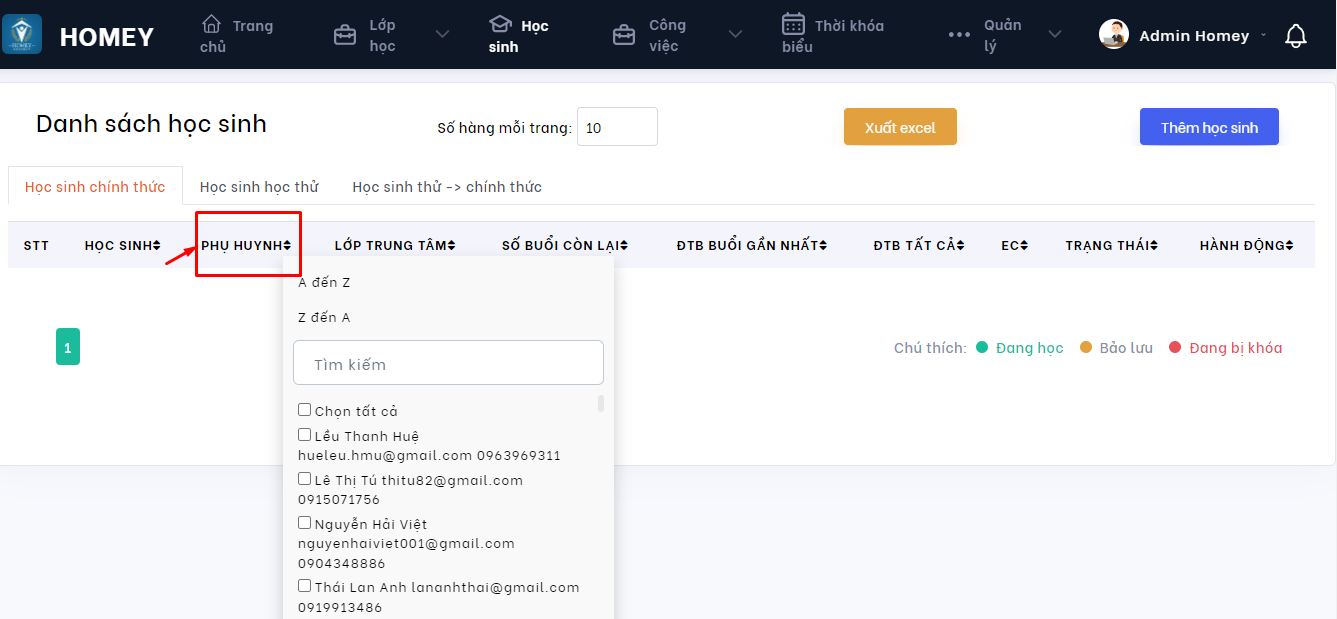 HOMEY
Trang chủ
Lớp học
Học sinh
Công việc
Thời khóa biểu
Quản lý
Admin Homey
Danh sách học sinh
Số hàng mỗi trang: 10
Xuất excel
Thêm học sinh
Học sinh chính thức
Học sinh học thử
Học sinh thử -> chính thức
STT HỌC SINH PHỤ HUYNH LỚP TRUNG TÂM SỐ BUỔI CÒN LẠI ĐTB BUỔI GẦN NHẤT ĐTB TẤT CẢ EC TRẠNG THÁI HÀNH ĐỘNG
A đến Z
Z đến A
Tìm kiếm
Chọn tất cả
Lều Thanh Huệ
hueleu.hmu@gmail.com 0963969311
Lê Thị Tú thitu82@gmail.com
0915071756
Nguyễn Hải Việt
nguyenhaiviet001@gmail.com
0904348886
Thái Lan Anh lananhthai@gmail.com
0919913486
1
Chú thích: Đang học Bảo lưu Đang bị khóa